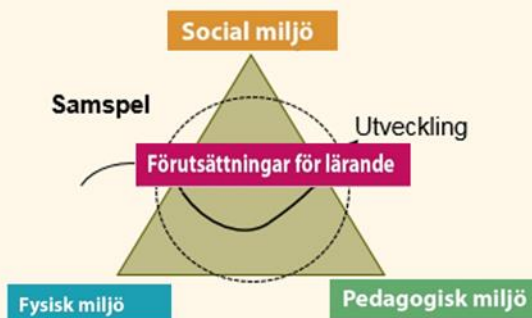 Social miljö
Samspel
Utveckling
Förutsättningar för lärande
Fysisk miljö
Pedagogisk miljö